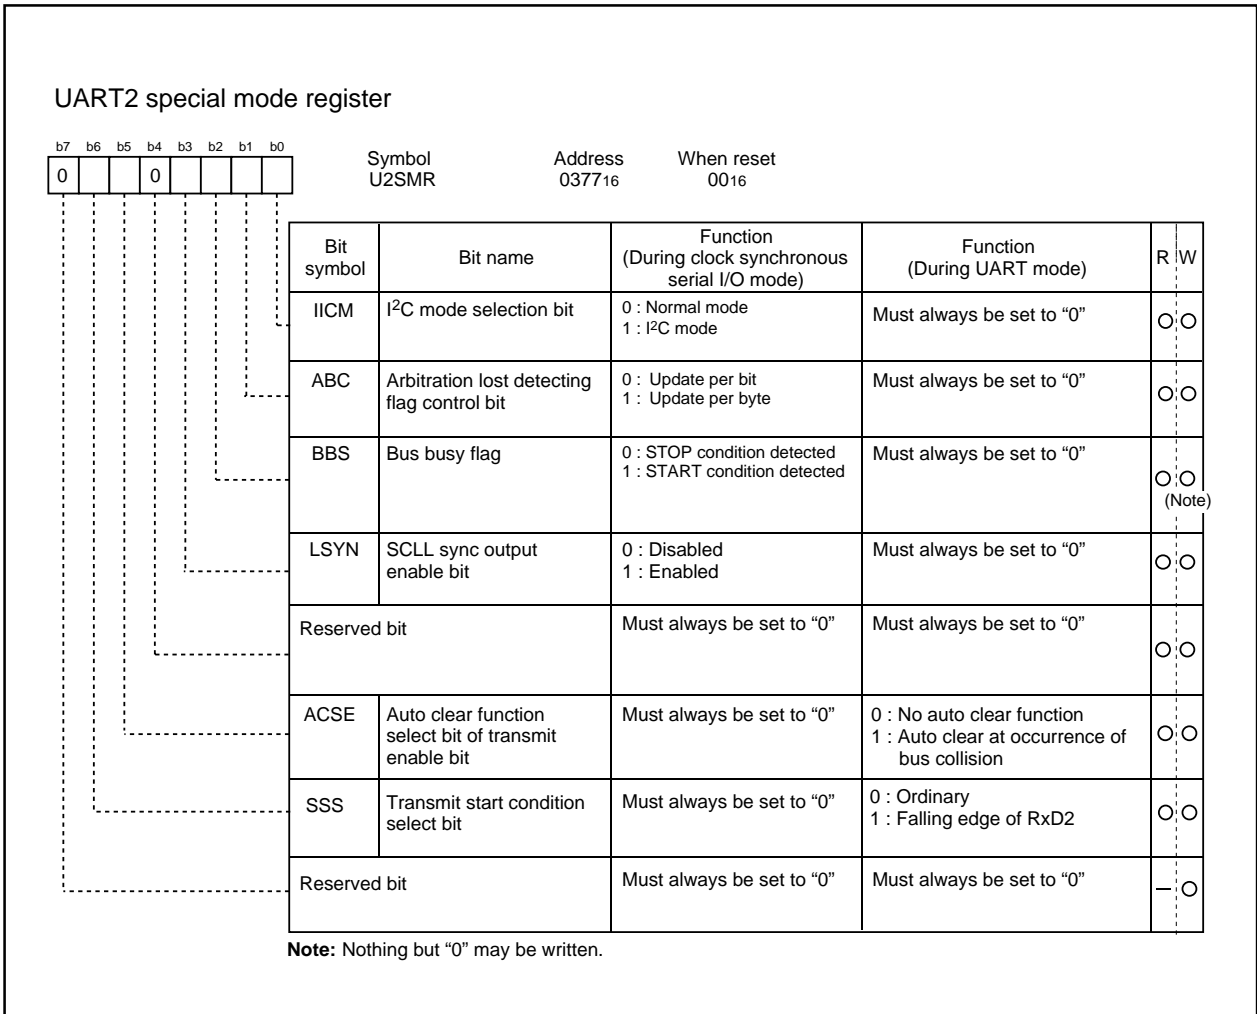 UART2 special mode register
b7 b6 b5 b4 b3 b2 b1 b0
0 0
Symbol Address When reset
U2SMR 037716 0016
Bit symbol
Bit name
Function
(During clock synchronous
serial I/O mode)
Function
(During UART mode)
R W
IICM
I2C mode selection bit
0 : Normal mode
1 : I2C mode
Must always be set to “0”
ABC
Arbitration lost detecting
flag control bit
0 : Update per bit
1 : Update per byte
Must always be set to “0”
BBS
Bus busy flag
0 : STOP condition detected
1 : START condition detected
Must always be set to “0”
(Note)
LSYN
SCLL sync output
enable bit
0 : Disabled
1 : Enabled
Must always be set to “0”
Reserved bit
Must always be set to “0”
Must always be set to “0”
ACSE
Auto clear function
select bit of transmit
enable bit
Must always be set to “0”
0 : No auto clear function
1 : Auto clear at occurrence of
bus collision
SSS
Transmit start condition
select bit
Must always be set to “0”
0 : Ordinary
1 : Falling edge of RxD2
Reserved bit
Must always be set to “0”
Must always be set to “0”
Note: Nothing but “0” may be written.